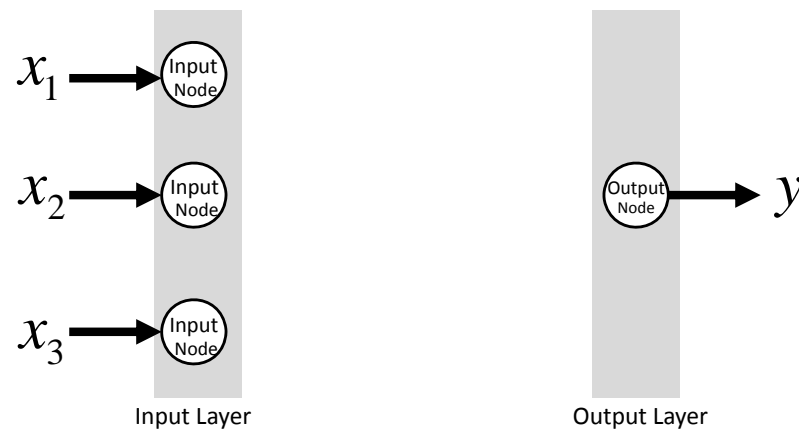 x1
Input
Node
x2
Input
Node
Output
Node
y
x3
Input
Node
Input Layer
Output Layer